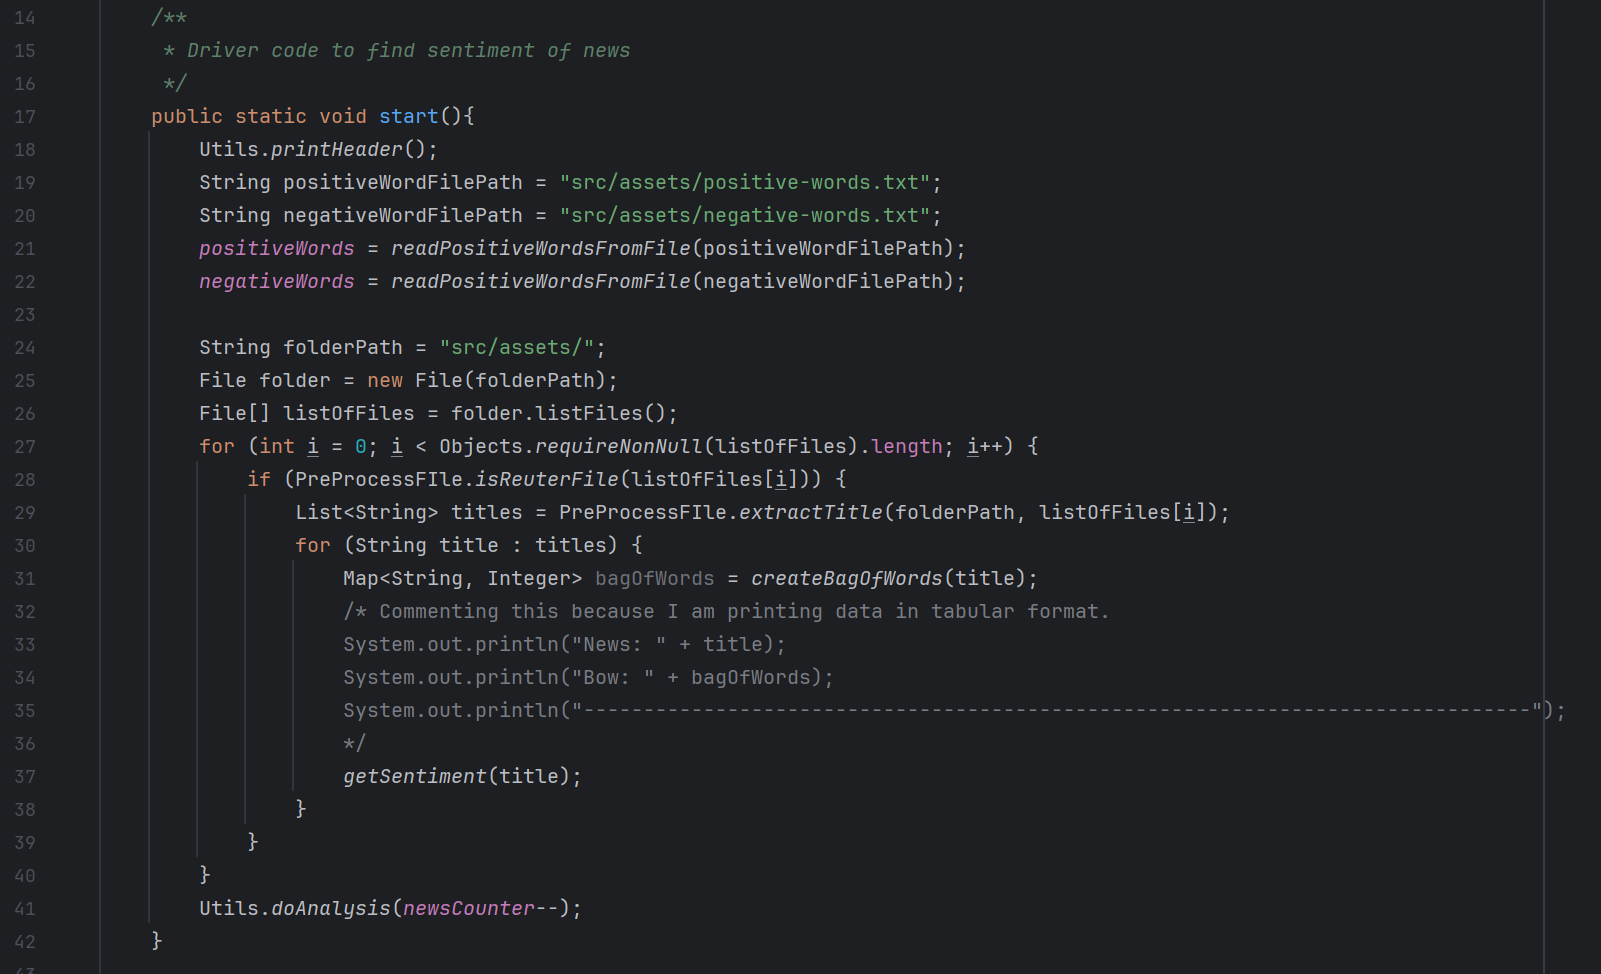 14 /**
15 * Driver code to find sentiment of news
16 */
17 public static void start(){
18 Utils.printHeader();
19 String positiveWordFilePath = "src/assets/positive-words.txt";
20 String negativeWordFilePath = "src/assets/negative-words.txt";
21 positiveWords = readPositiveWordsFromFile(positiveWordFilePath);
22 negativeWords = readPositiveWordsFromFile(negativeWordFilePath);
23
24 String folderPath = "src/assets/";
25 File folder = new File(folderPath);
26 File[] listOfFiles = folder.listFiles();
27 for (int i = 0; i < Objects.requireNonNull(listOfFiles).length; i++) {
28 if (PreProcessFIle.isReuterFile(listOfFiles[i])) {
29 List<String> titles = PreProcessFIle.extractTitle(folderPath, listOfFiles[i]);
30 for (String title : titles) {
31 Map<String, Integer> bagOfWords = createBagOfWords(title);
32 /* Commenting this because I am printing data in tabular format.
33 System.out.println("News: " + title);
34 System.out.println("Bow: " + bagOfWords);
35 System.out.println("-------------------------------------------------------------------------------");
36 */
37 getSentiment(title);
38 }
39 }
40 }
41 Utils.doAnalysis(newsCounter--);
42 }
43